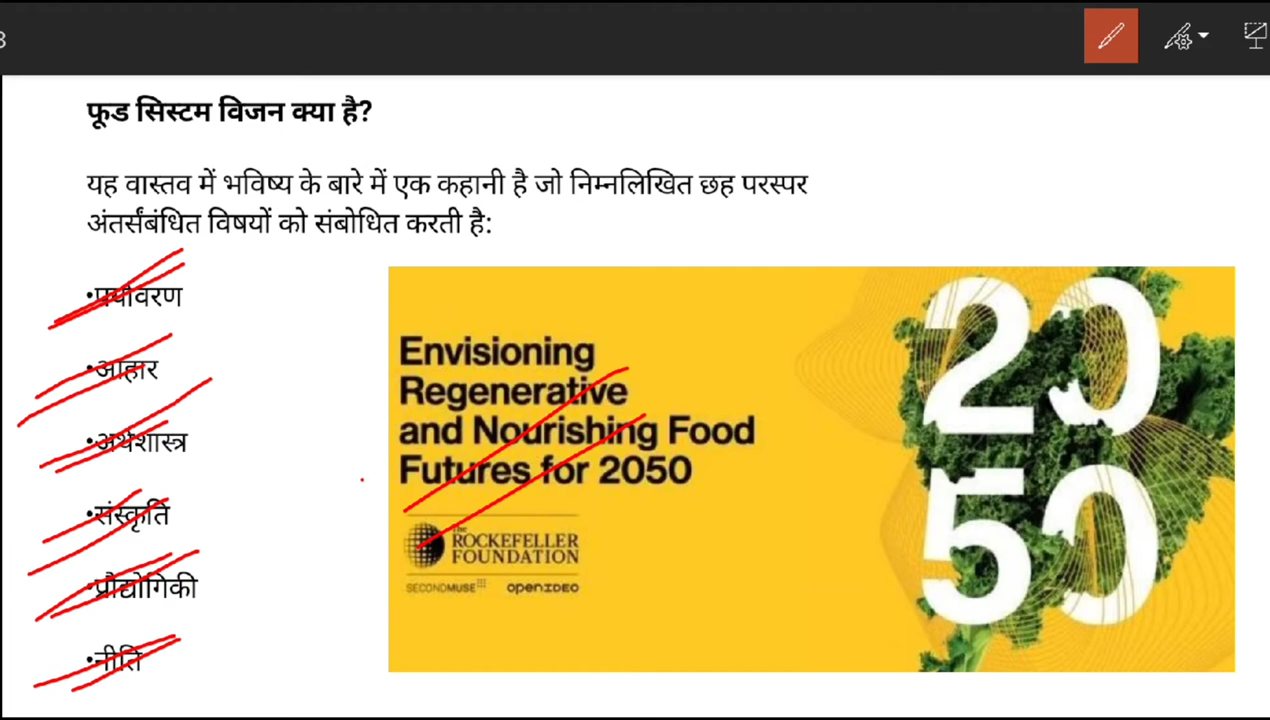 3
फूड सिस्टम विजन क्या है?
यह वास्तव में भविष्य के बारे में एक कहानी है जो निम्नलिखित छह परस्पर
अंतर्संबंधित विषयों को संबोधित करती है:
•पर्यावरण
•आहार
•अर्थशास्त्र
•संस्कृति
•प्रौद्योगिकी
•नीति
Envisioning
Regenerative
and Nourishing Food
Futures for 2050
The
ROCKEFELLER
FOUNDATION
SECONDMUSE OPENIDEO
20
50